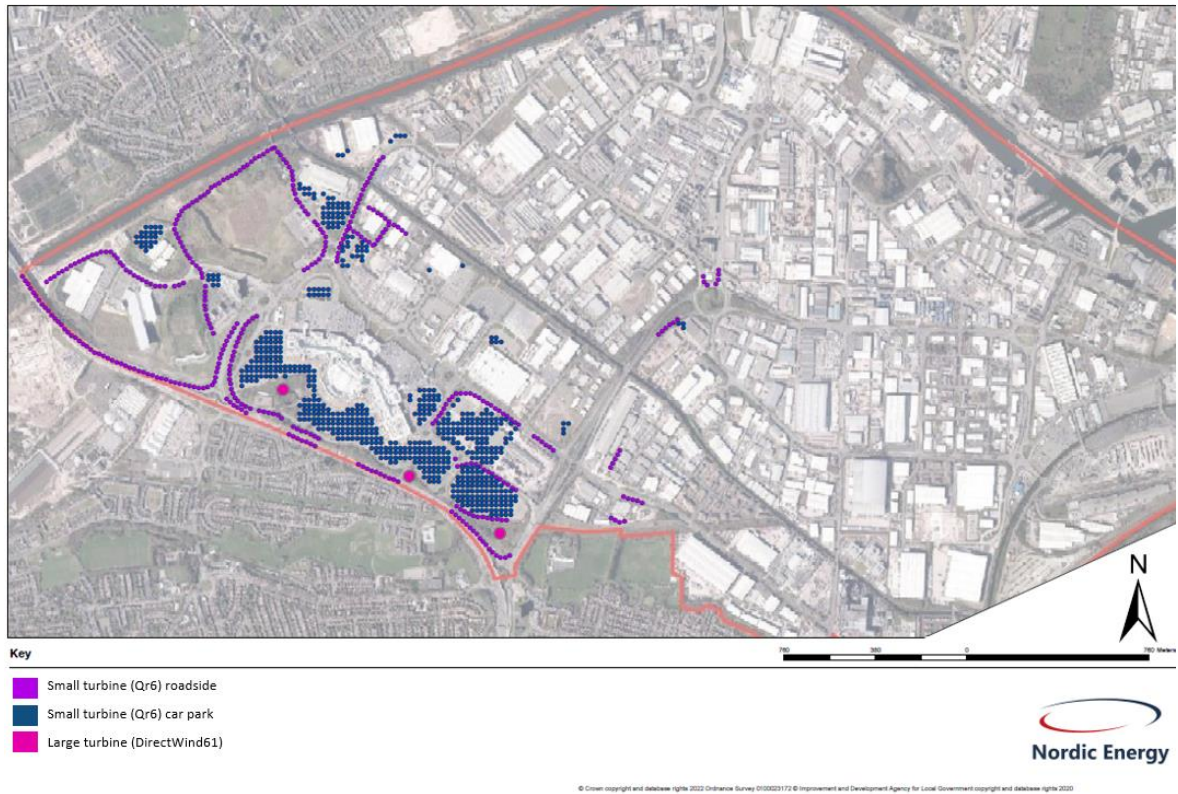 N
Key
760 380 0 760 Meters
Small turbine (Qr6) roadside
Small turbine (Qr6) car park
Large turbine (DirectWind61)
Nordic Energy
© Crown copyright and database rights 2022 Ordnance Survey 0100023172 © Improvement and Development Agency for Local Government copyright and database rights 2020